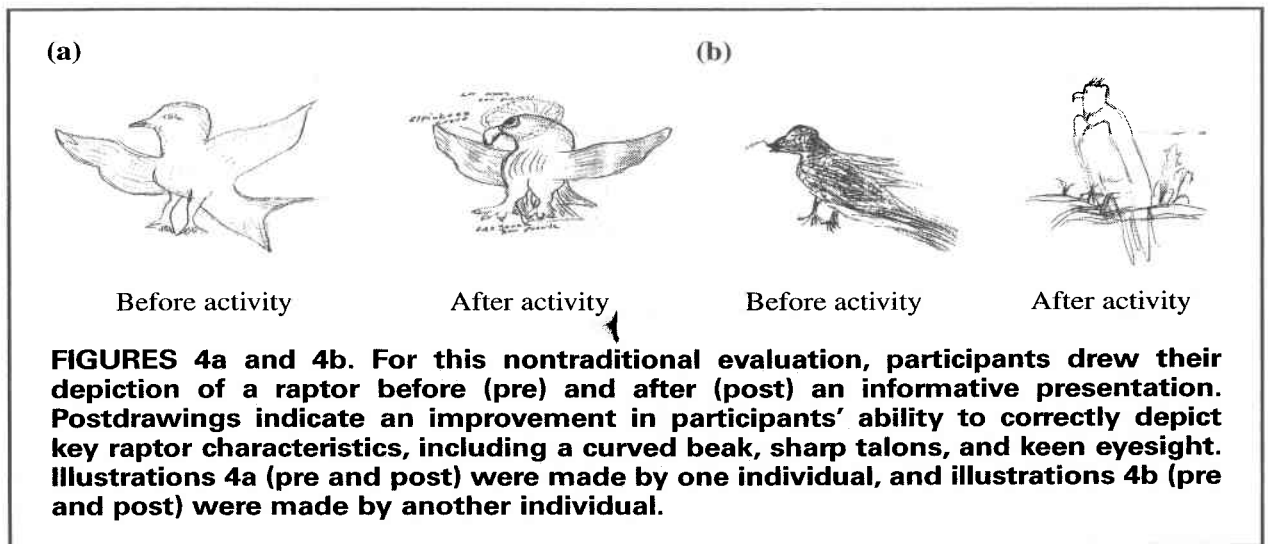 (a)
(b)
Before activity
After activity
Before activity
After activity
FIGURES 4a and 4b. For this nontraditional evaluation, participants drew their
depiction of a raptor before (pre) and after (post) an informative presentation.
Postdrawings indicate an improvement in participants' ability to correctly depict
key raptor characteristics, including a curved beak, sharp talons, and keen eyesight.
Illustrations 4a (pre and post) were made by one individual, and illustrations 4b (pre
and post) were made by another individual.